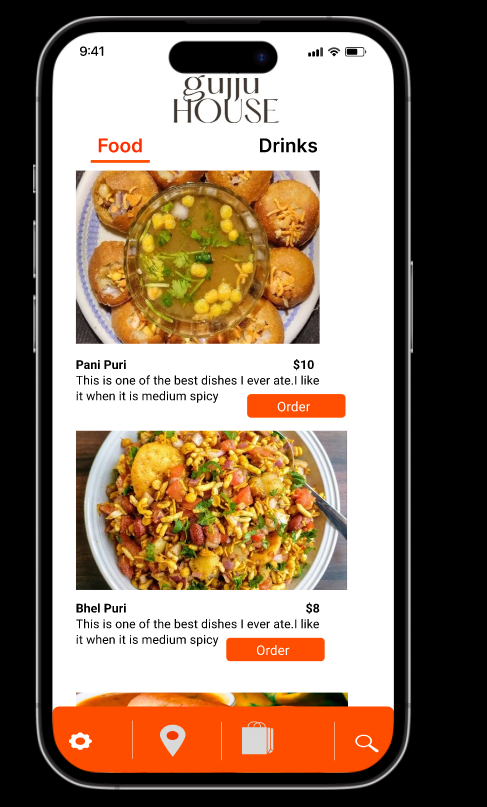 9:41
gujju
HOUSE
Food Drinks
Pani Puri $10
This is one of the best dishes I ever ate.I like
it when it is medium spicy
Order
Bhel Puri $8
This is one of the best dishes I ever ate.I like
it when it is medium spicy
Order